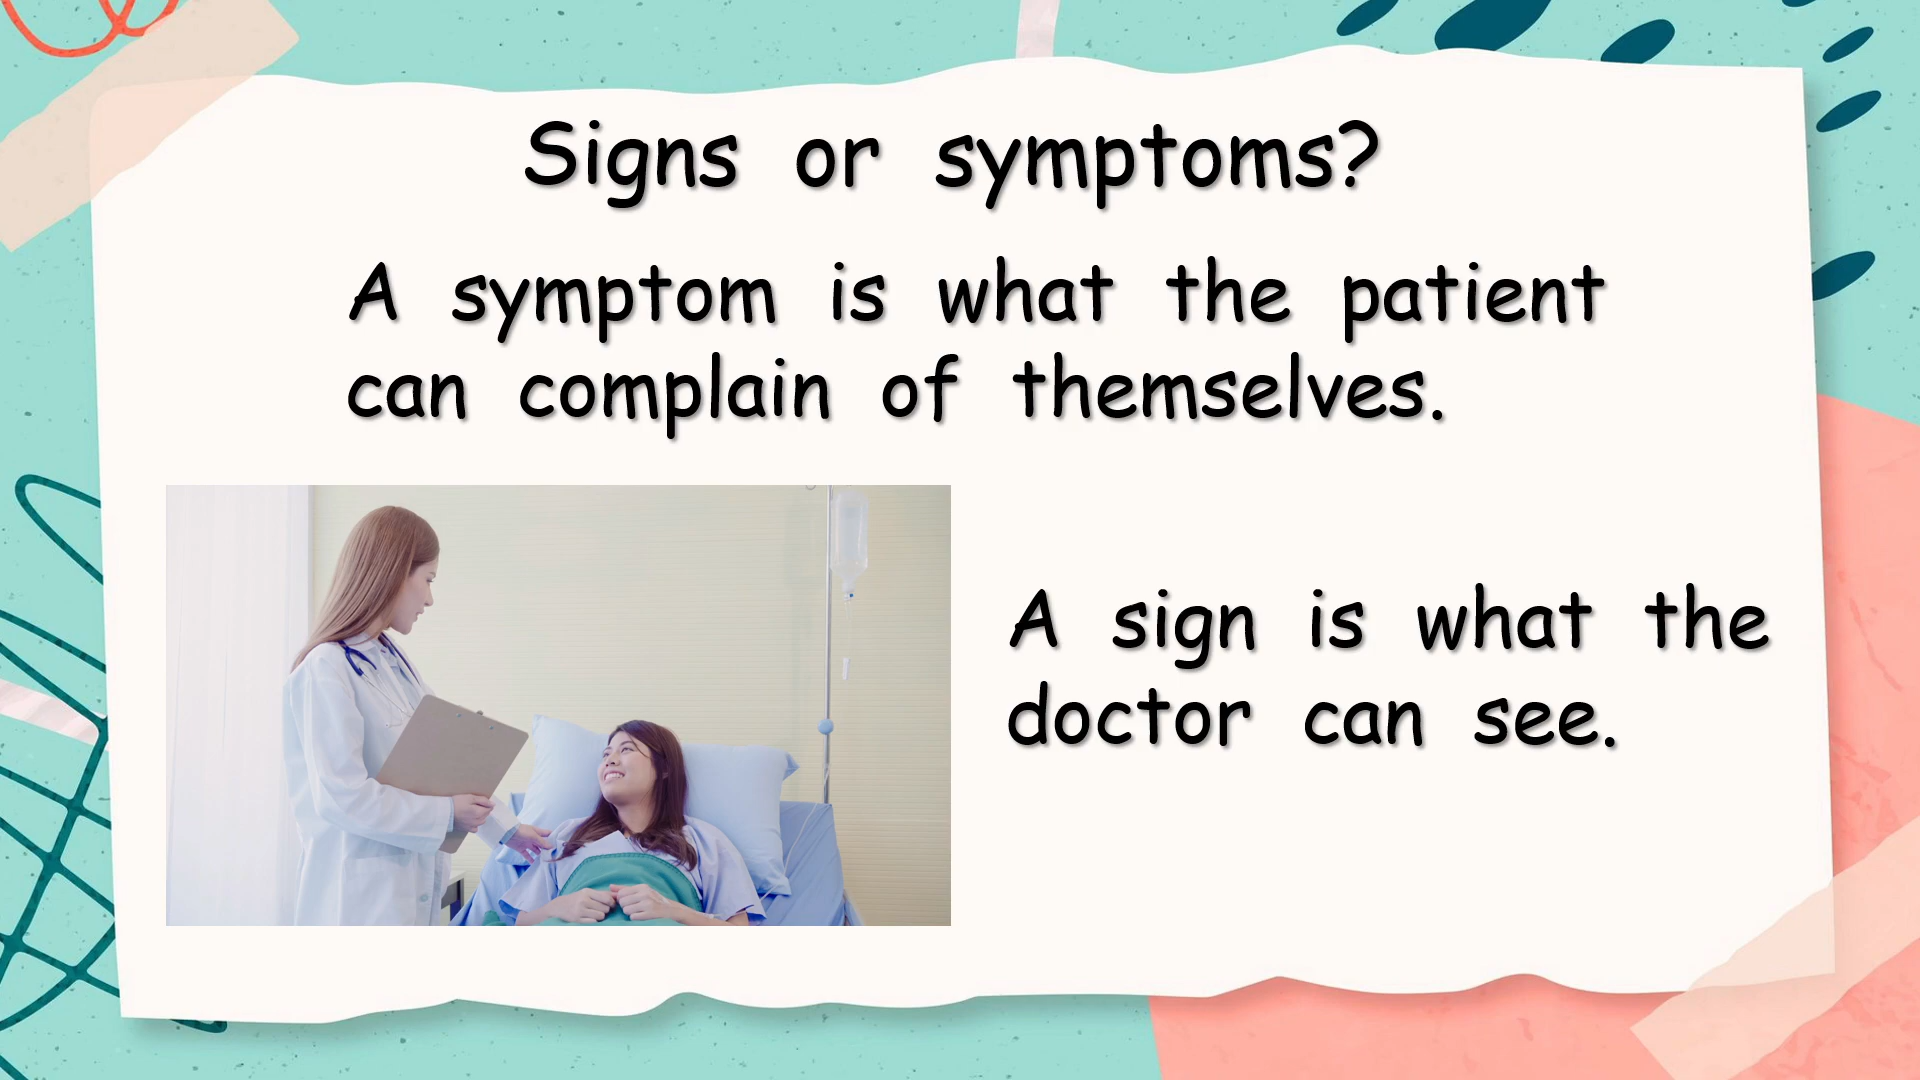 Signs or symptoms?
A symptom is what the patient
can complain of themselves.
A sign is what the
doctor can see.